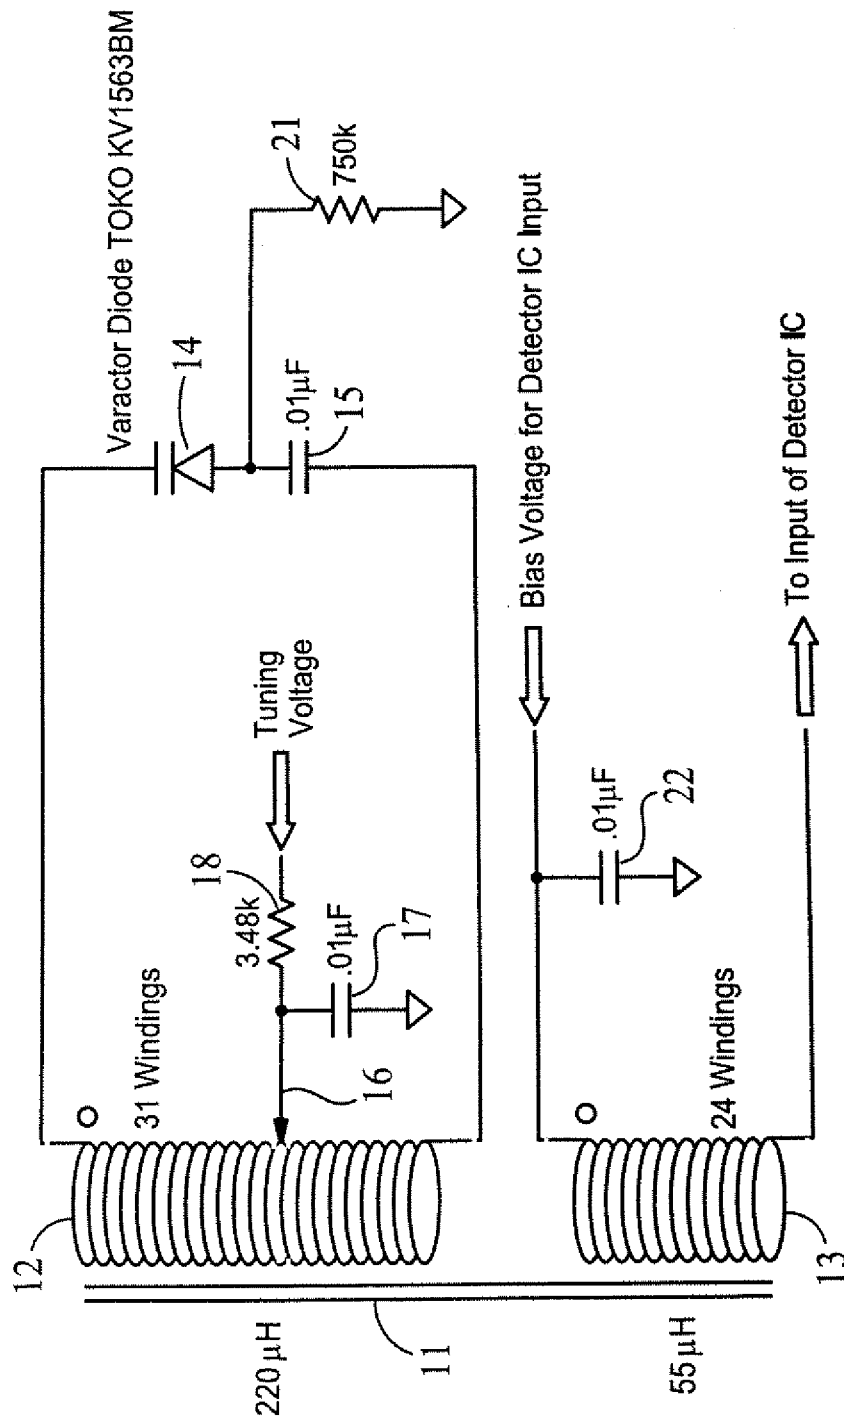 Varactor Diode TOKO KV1563BM
14
.01µF
15
21
750k
31 Windings
12
3.48k
18
Tuning
Voltage
.01µF
17
16
220µH
11
Bias Voltage for Detector IC Input
.01µF
22
24 Windings
To Input of Detector IC
55µH
13